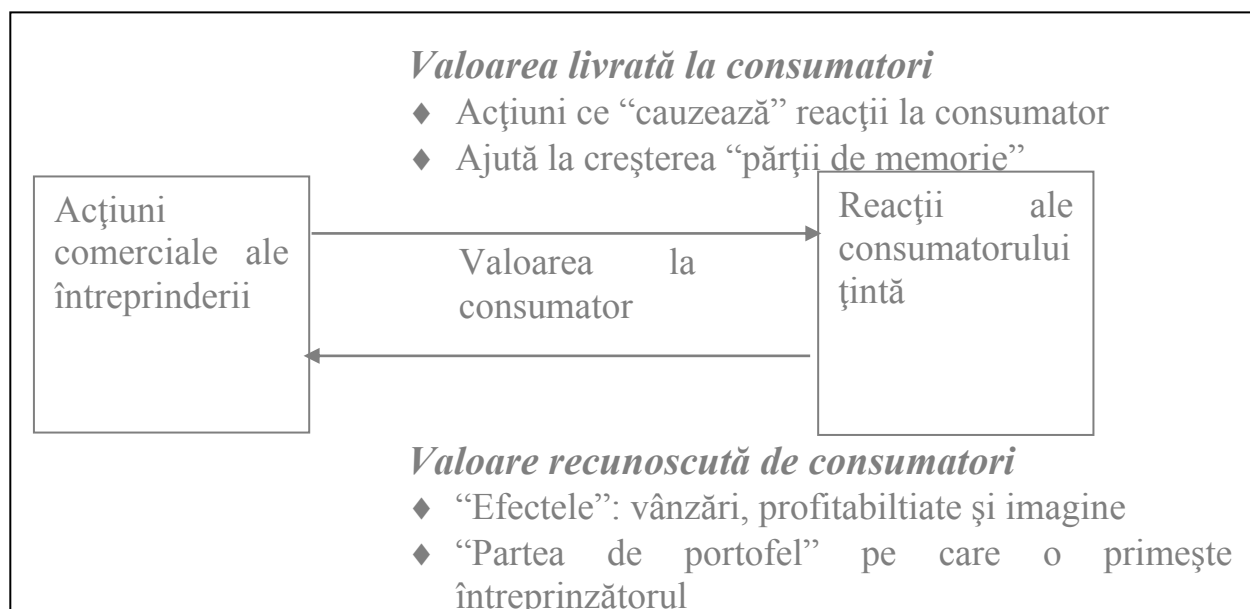 Valoarea livrată la consumatori
♦ Acţiuni ce “cauzează” reacţii la consumator
♦ Ajută la creşterea “părţii de memorie”
Acţiuni
comerciale ale
întreprinderii
Valoarea la
consumator
Reacţii ale
consumatorului
ţintă
Valoare recunoscută de consumatori
♦ “Efectele”: vânzări, profitabiltiate şi imagine
♦ “Partea de portofel” pe care o primeşte
întreprinzătorul